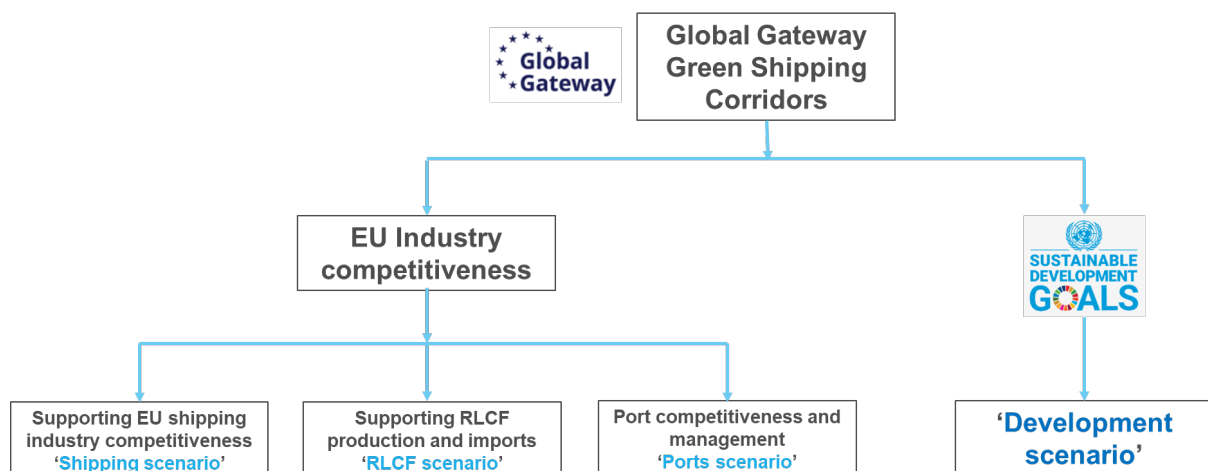 Global
Gateway
Global Gateway
Green Shipping
Corridors
EU Industry
competitiveness
SUSTAINABLE
DEVELOPMENT
GOALS
Supporting EU shipping
industry competitiveness
‘Shipping scenario’
Supporting RLCF
production and imports
‘RLCF scenario’
Port competitiveness and
management
‘Ports scenario’
‘Development
scenario’